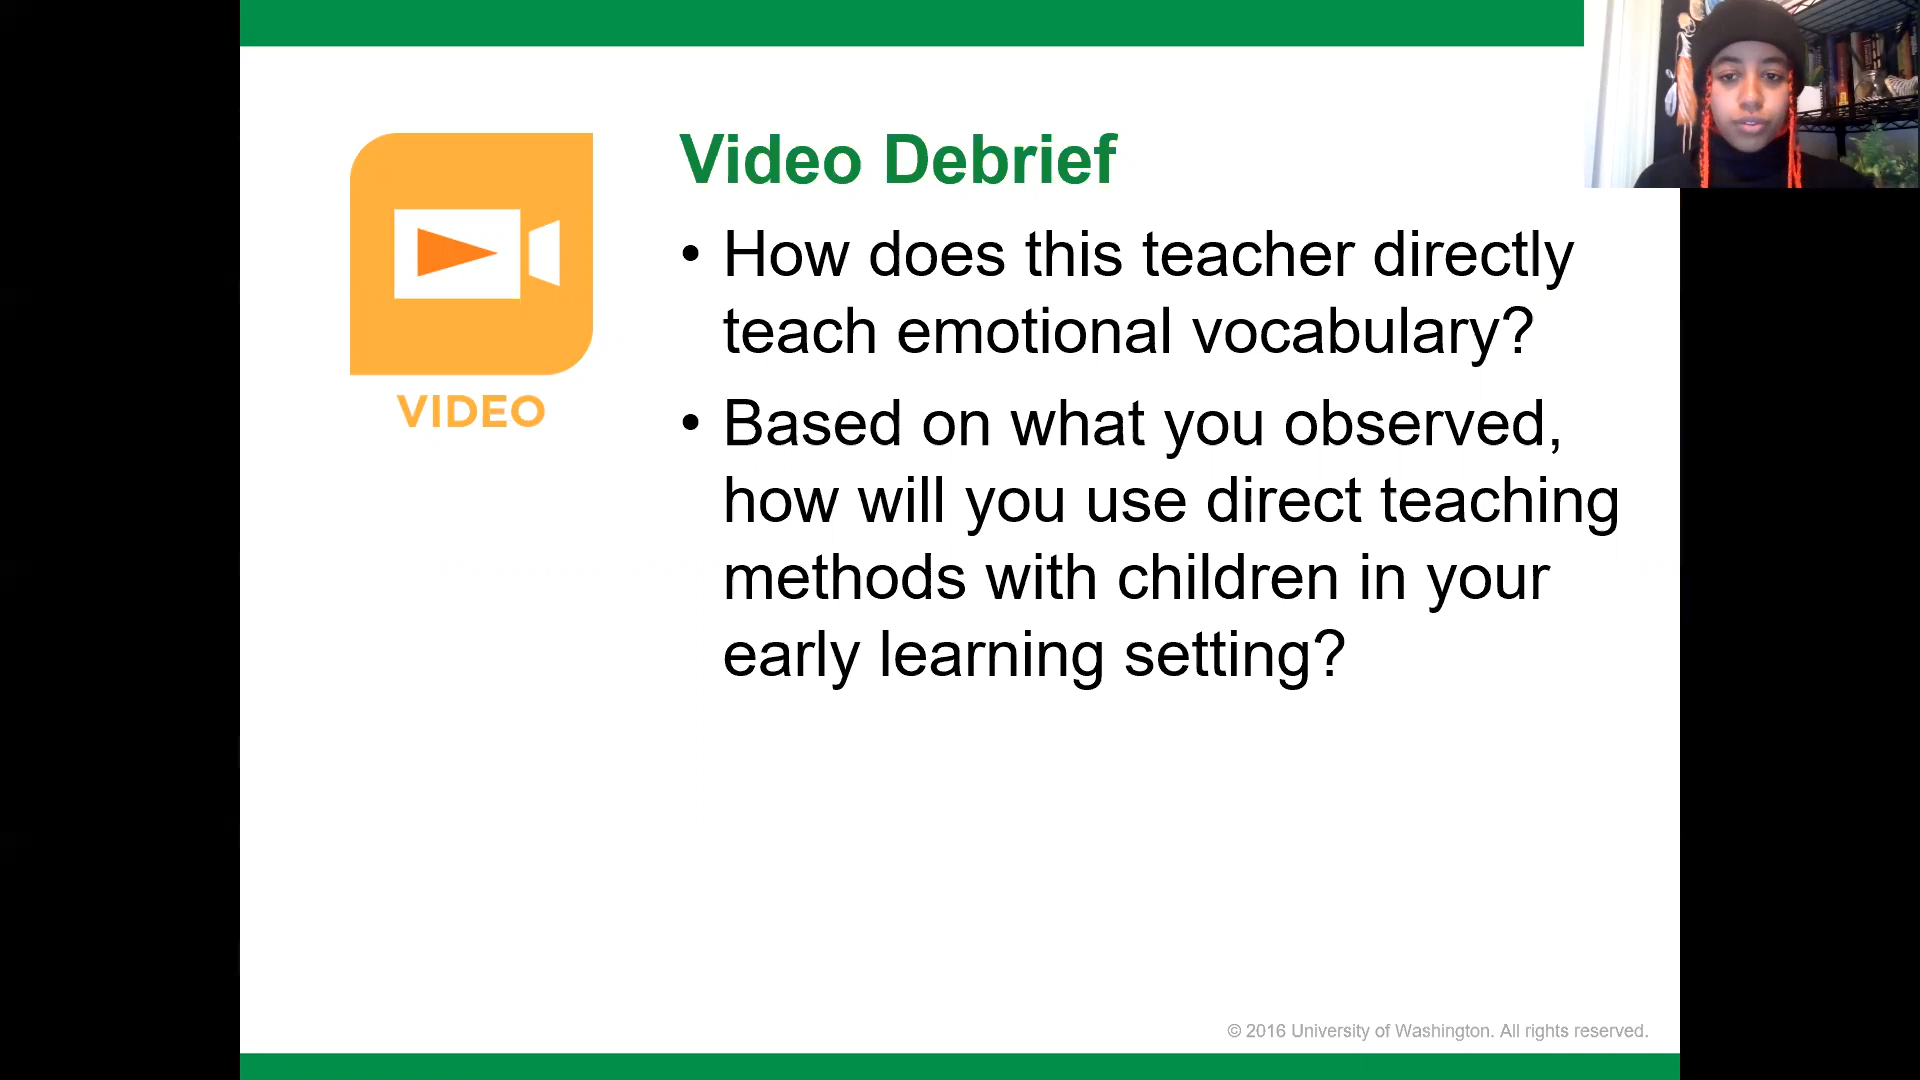 Video Debrief
• How does this teacher directly
teach emotional vocabulary?
• Based on what you observed,
how will you use direct teaching
methods with children in your
early learning setting?
VIDEO
© 2016 University of Washington. All rights reserved.